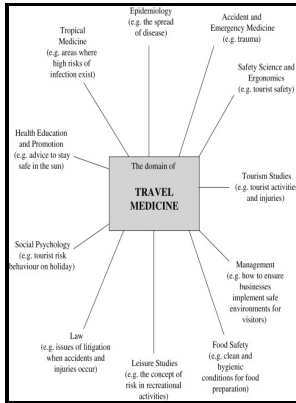 Epidemiology
(e.g. the spread
of disease)
Accident and
Emergency Medicine
(e.g. trauma)
Tropical
Medicine
(e.g. areas where
high risks of
infection exist)
Safety Science and
Ergonomics
(e.g. tourist safety)
Health Education
and Promotion
(e.g. advice to stay
safe in the sun)
The domain of
TRAVEL
MEDICINE
Tourism Studies
(e.g. tourist activities
and injuries)
Social Psychology
(e.g. tourist risk
behaviour on holiday)
Management
(e.g. how to ensure
businesses
implement safe
environments for
visitors)
Law
(e.g. issues of litigation
when accidents and
injuries occur)
Leisure Studies
(e.g. the concept of
risk in recreational
activities)
Food Safety
(e.g. clean and
hygienic
conditions for food
preparation)